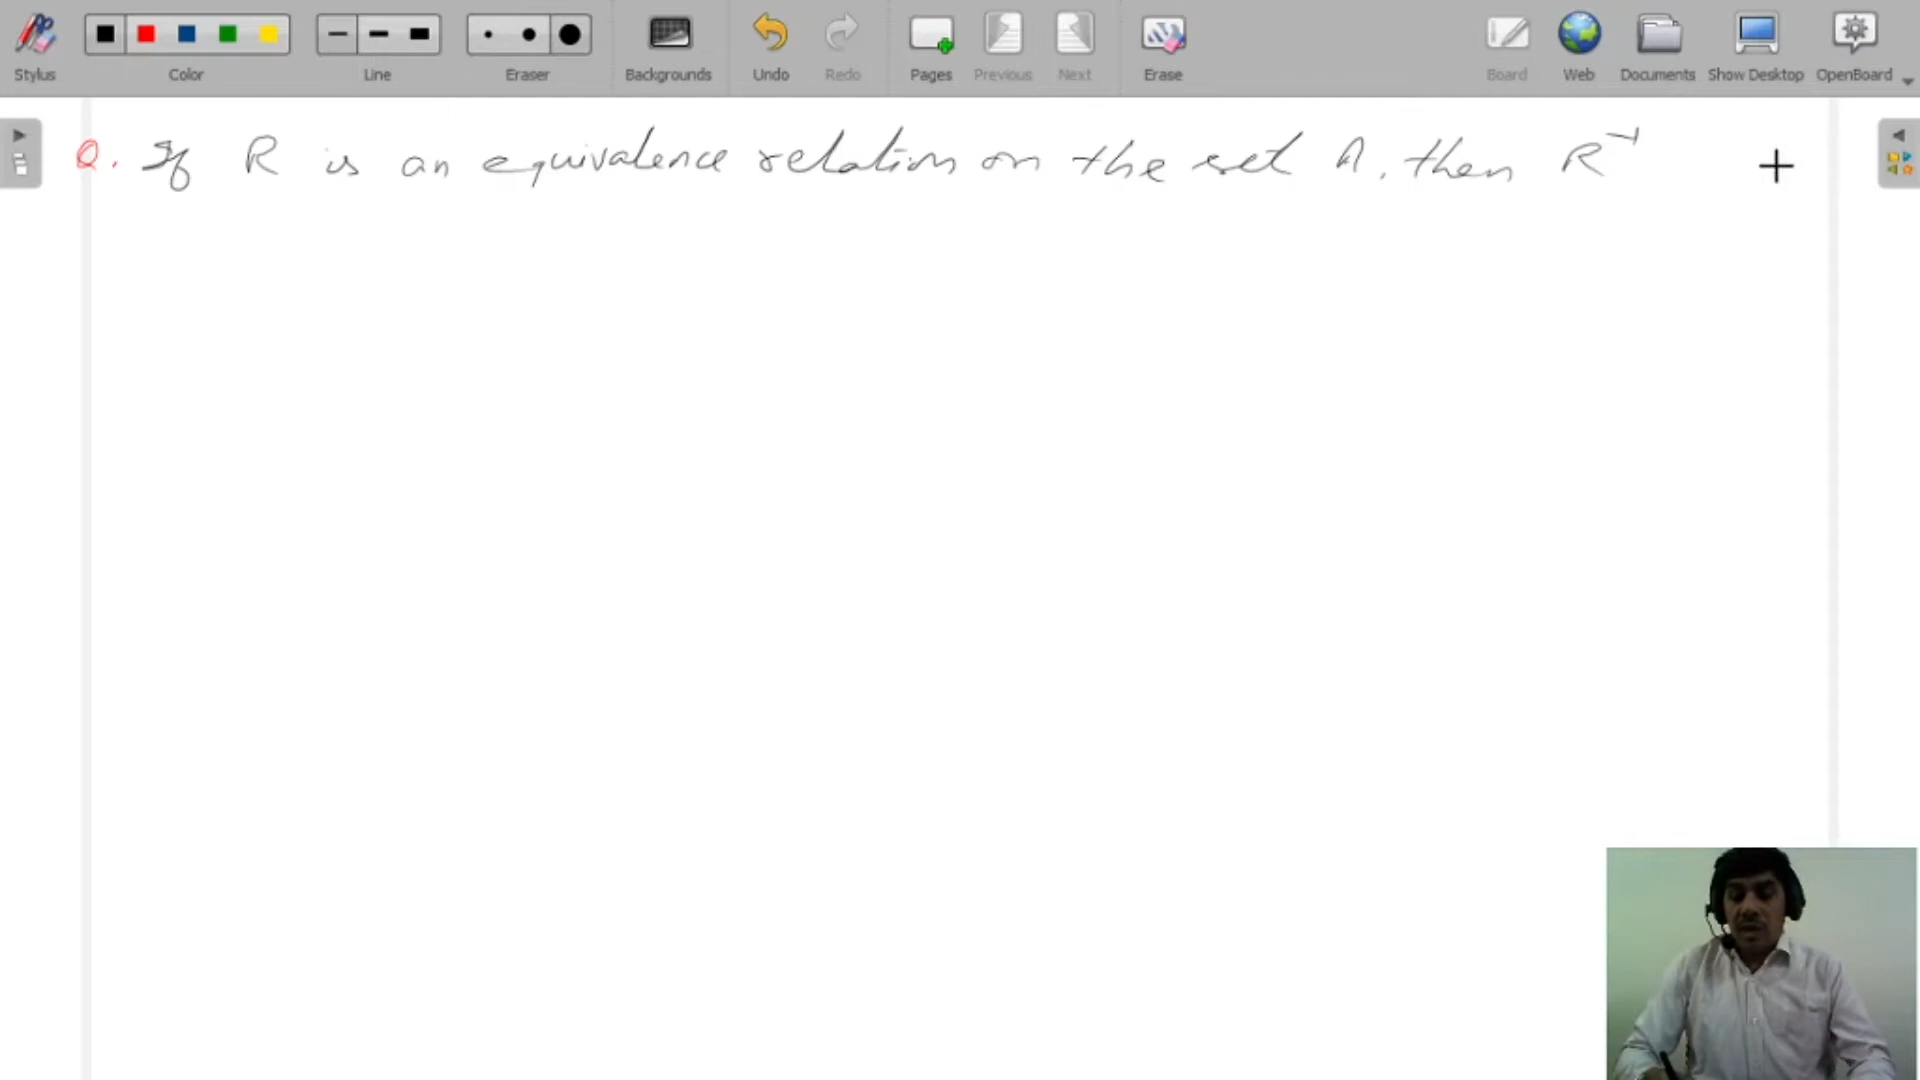 Stylus Color Line Eraser Backgrounds Undo Redo Pages Previous Next Erase Board Web Documents Show Desktop OpenBoard
Q. If R is an equivalence relation on the set A, then R⁻¹